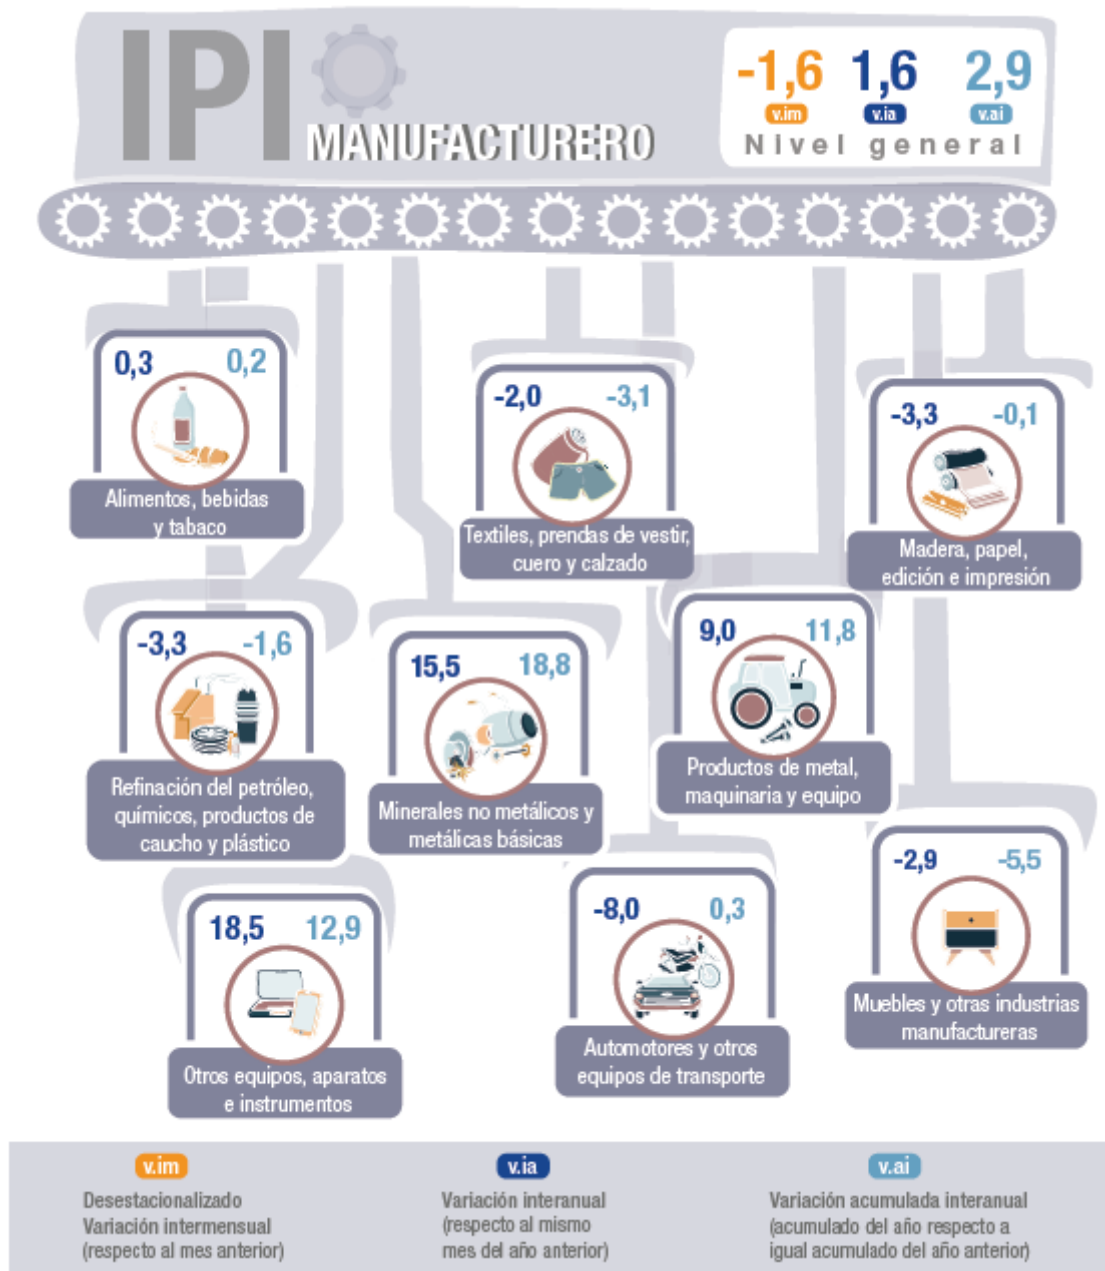 IPI
MANUFACTURERO
-1,6 1,6 2,9
v.im v.ia v.ai
Nivel general
0,3 0,2
Alimentos, bebidas
y tabaco
-2,0 -3,1
Textiles, prendas de vestir,
cuero y calzado
-3,3 -0,1
Madera, papel,
edición e impresión
-3,3 -1,6
Refinación del petróleo,
químicos, productos de
caucho y plástico
15,5 18,8
Minerales no metálicos y
metálicas básicas
9,0 11,8
Productos de metal,
maquinaria y equipo
18,5 12,9
Otros equipos, aparatos
e instrumentos
-8,0 0,3
Automotores y otros
equipos de transporte
-2,9 -5,5
Muebles y otras industrias
manufactureras
v.im
Desestacionalizado
Variación intermensual
(respecto al mes anterior)
v.ia
Variación interanual
(respecto al mismo
mes del año anterior)
v.ai
Variación acumulada interanual
(acumulado del año respecto a
igual acumulado del año anterior)